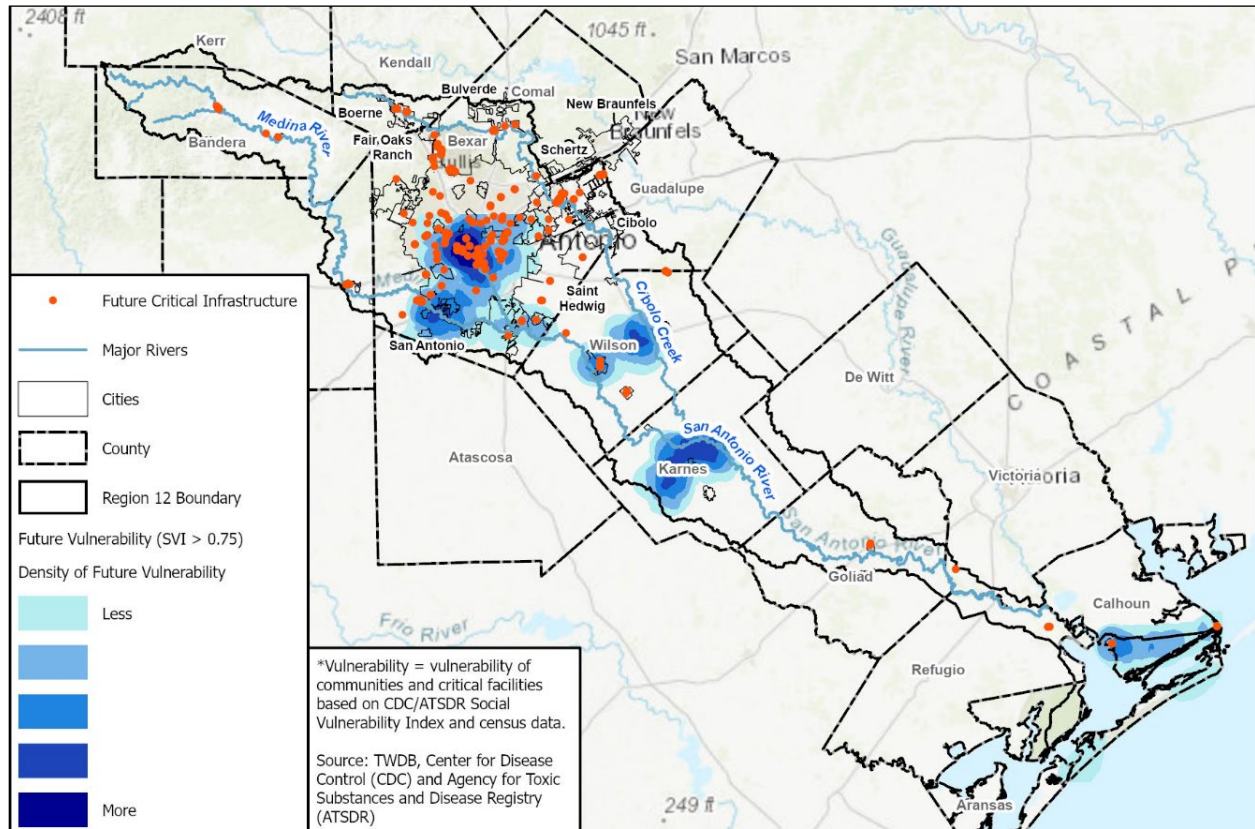 2408 ft
1045 ft
Kerr
Kendall
San Marcos
Bulverde
Comal
New Braunfels
New
Braunfels
Boerne
Medina River
Bandera
Fair Oaks
Ranch
Bexar
Bullis
Schertz
Guadalupe
Cibolo
Antonio
Guadalupe River
COASTAL P
Saint
Hedwig
Cibolo Creek
San Antonio
Wilson
De Witt
Atascosa
Karnes
San Antonio River
Victoria
San Antonio River
Goliad
Calhoun
Frio River
Refugio
249 ft
Aransas
Future Critical Infrastructure
Major Rivers
Cities
County
Region 12 Boundary
Future Vulnerability (SVI > 0.75)
Density of Future Vulnerability
Less
More
*Vulnerability = vulnerability of
communities and critical facilities
based on CDC/ATSDR Social
Vulnerability Index and census data.
Source: TWDB, Center for Disease
Control (CDC) and Agency for Toxic
Substances and Disease Registry
(ATSDR)